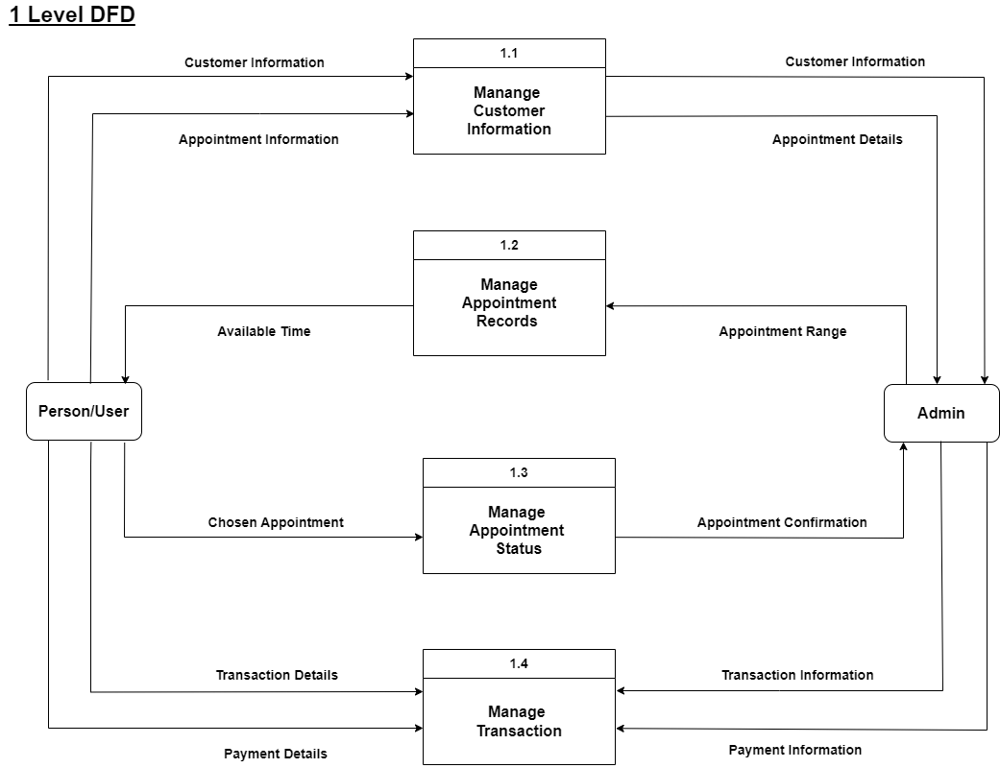 1 Level DFD
Customer Information
1.1
Customer Information
Manange
Customer
Information
Appointment Information
Appointment Details
1.2
Manage
Appointment
Records
Available Time
Appointment Range
Person/User
Admin
1.3
Manage
Appointment
Status
Chosen Appointment
Appointment Confirmation
1.4
Transaction Details
Transaction Information
Manage
Transaction
Payment Details
Payment Information